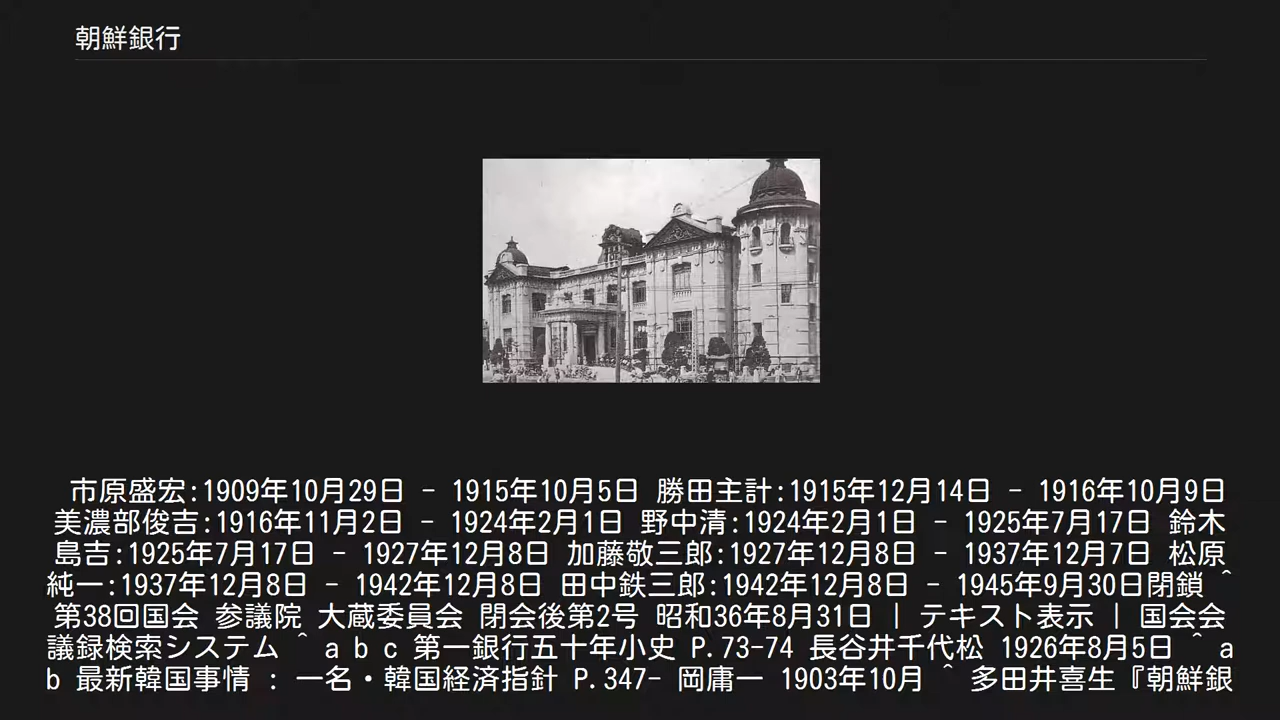 朝鮮銀行
市原盛宏:1909年10月29日 - 1915年10月5日 勝田主計:1915年12月14日 - 1916年10月9日
美濃部俊吉:1916年11月2日 - 1924年2月1日 野中清:1924年2月1日 - 1925年7月17日 鈴木
島吉:1925年7月17日 - 1927年12月8日 加藤敬三郎:1927年12月8日 - 1937年12月7日 松原
純一:1937年12月8日 - 1942年12月8日 田中鉄三郎:1942年12月8日 - 1945年9月30日閉鎖 ^
第38回国会 参議院 大蔵委員会 閉会後第2号 昭和36年8月31日 | テキスト表示 | 国会会
議録検索システム ^ a b c 第一銀行五十年小史 P.73-74 長谷井千代松 1926年8月5日 ^ a
b 最新韓国事情 : 一名・韓国経済指針 P.347- 岡庸一 1903年10月 ^ 多田井喜生『朝鮮銀